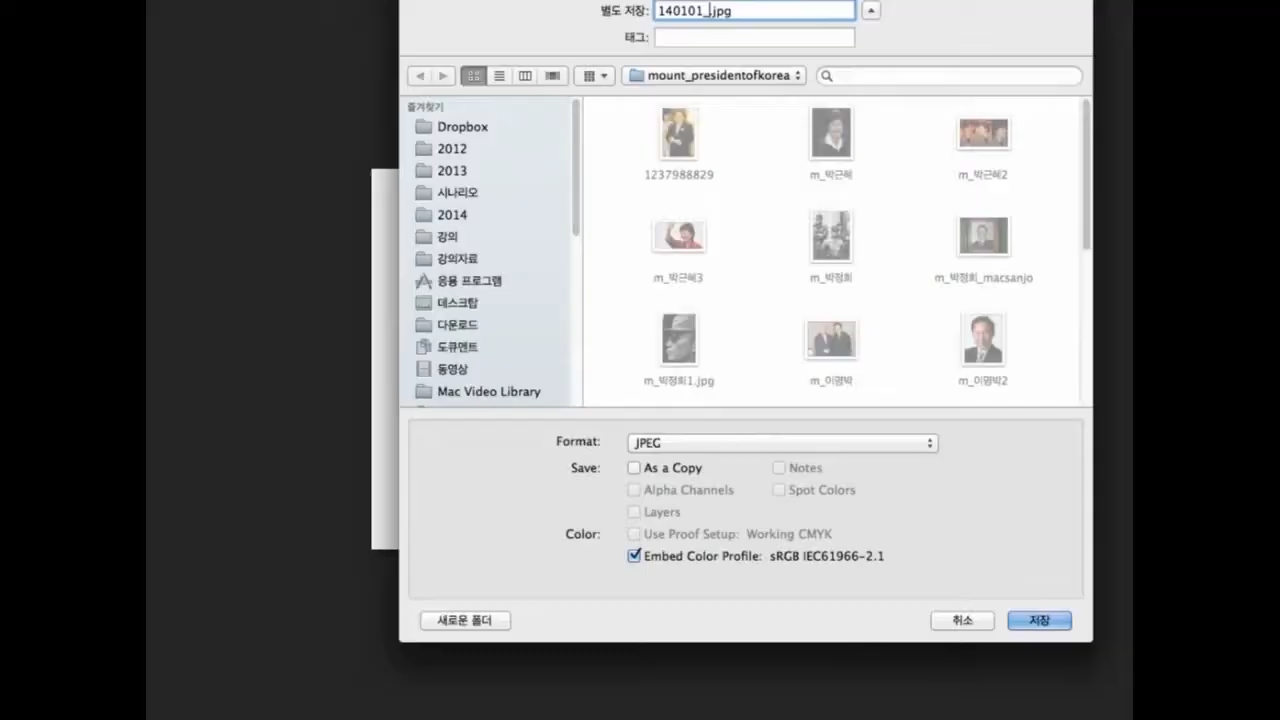 별도 저장: 140101_.jpg
태그:
mount_presidentofkorea
즐겨찾기
Dropbox
2012
2013
시나리오
2014
강의
강의자료
응용 프로그램
데스크탑
다운로드
도큐멘트
동영상
Mac Video Library
1237988829 m_박근혜 m_박근혜2
m_박근혜3 m_박정희 m_박정희_macsanjo
m_박정희1.jpg m_이명박 m_이명박2
Format: JPEG
Save: As a Copy Notes
Alpha Channels Spot Colors
Layers
Color: Use Proof Setup: Working CMYK
Embed Color Profile: sRGB IEC61966-2.1
새로운 폴더 취소 저장